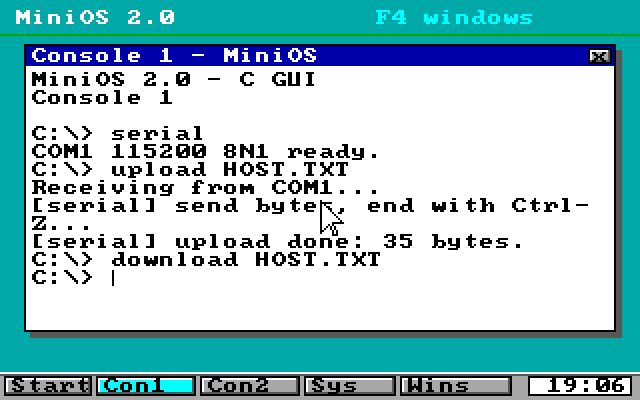 MiniOS 2.0 F4 windows
Console 1 - MiniOS
MiniOS 2.0 - C GUI
Console 1
C:\> serial
COM1 115200 8N1 ready.
C:\> upload HOST.TXT
Receiving from COM1...
[serial] send bytes, end with Ctrl-
Z...
[serial] upload done: 35 bytes.
C:\> download HOST.TXT
C:\>
Start Con1 Con2 Sys Wins 19:06